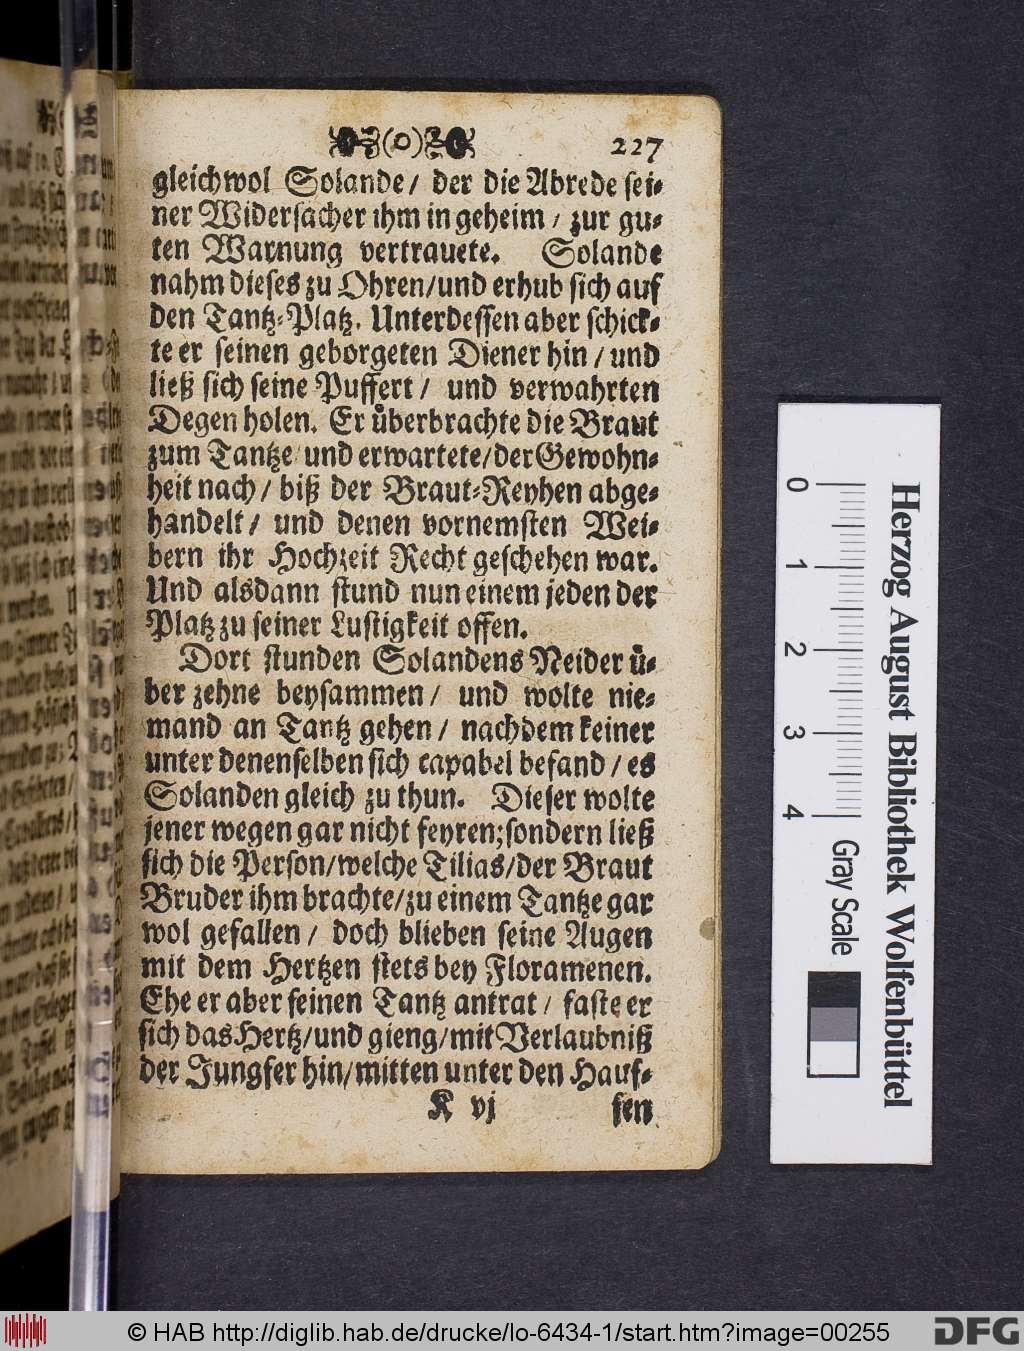 227
gleichwol Solande/ der die Abrede sei-
ner Widersacher ihm in geheim/ zur gu-
ten Warnung vertrauete. Solande
nahm dieses zu Ohren/und erhub sich auf
den Tantz-Platz. Unterdessen aber schick-
te er seinen geborgeten Diener hin/ und
ließ sich seine Puffert/ und verwahrten
Degen holen. Er uͤberbrachte die Braut
zum Tantze/und erwartete/der Gewohn-
heit nach/ biß der Braut-Reyhen abge-
handelt/ und denen vornemsten Wei-
bern ihr Hochzeit Recht geschehen war.
Und alsdann stund nun einem jeden der
Platz zu seiner Lustigkeit offen.
Dort stunden Solandens Neider uͤ-
ber zehne beysammen/ und wolte nie-
mand an Tantz gehen/ nachdem keiner
unter denenselben sich capabel befand/ es
Solanden gleich zu thun. Dieser wolte
jener wegen gar nicht feyren;sondern ließ
sich die Person/welche Tilias/der Braut
Bruder ihm brachte/zu einem Tantze gar
wol gefallen/ doch blieben seine Augen
mit dem Hertzen stets bey Floramenen.
Ehe er aber seinen Tantz antrat/ faste er
sich das Hertz/und gieng/mit Verlaubniß
der Jungfer hin/mitten unter den Hauf-
K vj
fen
Herzog August Bibliothek Wolfenbüttel
0 1 2 3 4
Gray Scale
© HAB http://diglib.hab.de/drucke/lo-6434-1/start.htm?image=00255
DFG